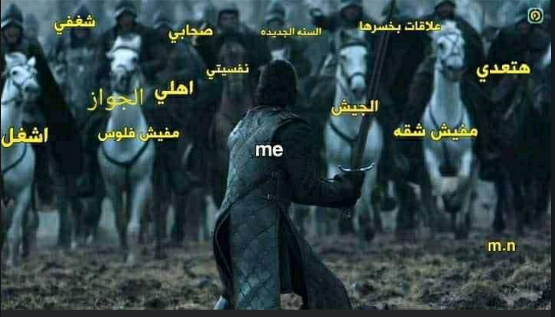 علاقات بخسرها
السنه الجديده
صحابي
شغفي
هتعدي
نفسيتي
اهلي
الجواز
الجيش
مفيش شقه
مفيش فلوس
اشغل
me
m.n